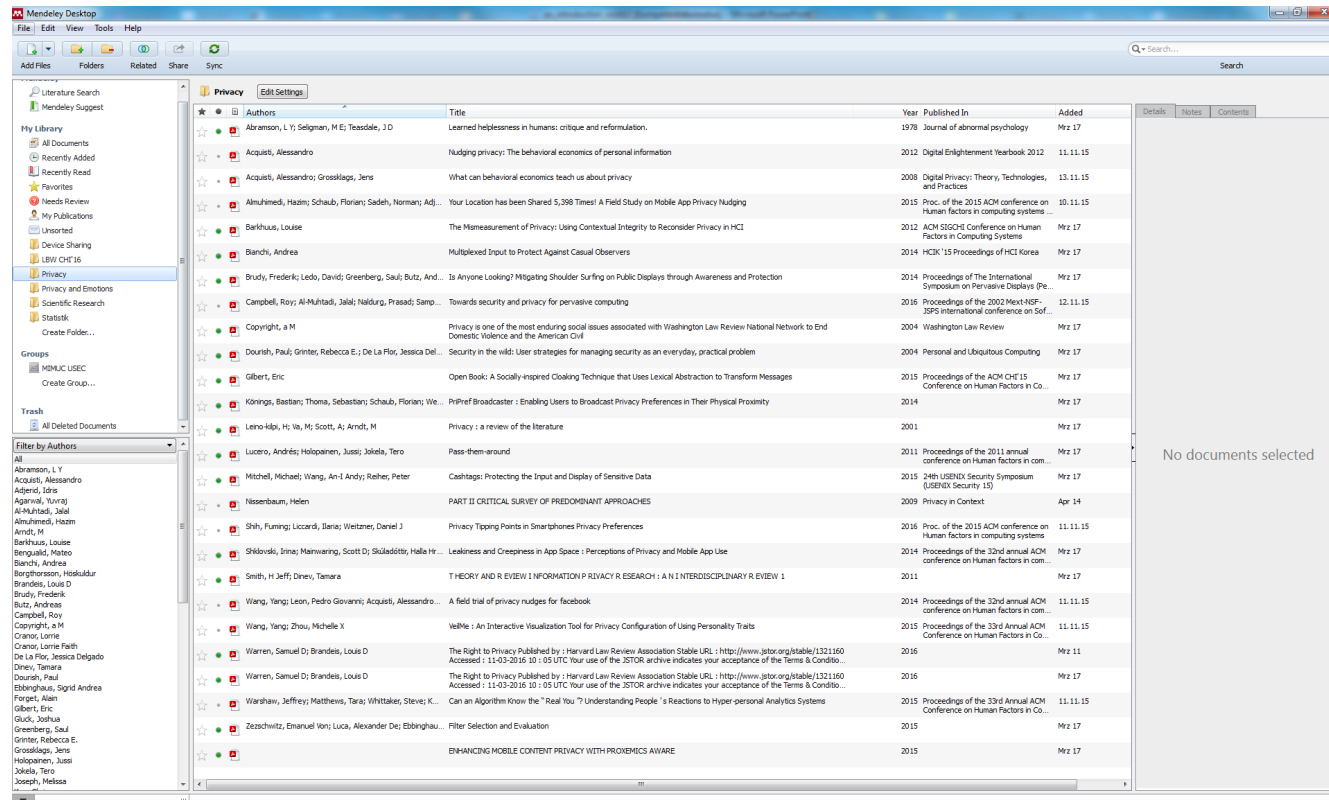 Mendeley Desktop
File Edit View Tools Help
Add Files Folders Related Share Sync
Search...
Search
Literature Search
Mendeley Suggest
My Library
All Documents
Recently Added
Recently Read
Favorites
Needs Review
My Publications
Unsorted
Device Sharing
LBW CHI'16
Privacy
Privacy and Emotions
Scientific Research
Statistik
Create Folder...
Groups
MIMUC USEC
Create Group...
Trash
All Deleted Documents
Filter by Authors
All
Abramson, L Y
Acquisti, Alessandro
Adjerid, Idris
Agarwal, Yuvraj
Al-Muhtadi, Jalal
Almuhimedi, Hazim
Arndt, M
Barkhuus, Louise
Bengualid, Mateo
Bianchi, Andrea
Borgthorsson, Höskuldur
Brandeis, Louis D
Brudy, Frederik
Butz, Andreas
Campbell, Roy
Copyright, a M
Cranor, Lorrie
Cranor, Lorrie Faith
De La Flor, Jessica Delgado
Dinev, Tamara
Dourish, Paul
Ebbinghaus, Sigrid Andrea
Forget, Alain
Gilbert, Eric
Gluck, Joshua
Greenberg, Saul
Grinter, Rebecca E.
Grossklags, Jens
Holopainen, Jussi
Jokela, Tero
Joseph, Melissa
Privacy Edit Settings
Authors Title Year Published In Added
Abramson, L Y; Seligman, M E; Teasdale, J D Learned helplessness in humans: critique and reformulation. 1978 Journal of abnormal psychology Mrz 17
Acquisti, Alessandro Nudging privacy: The behavioral economics of personal information 2012 Digital Enlightenment Yearbook 2012 11.11.15
Acquisti, Alessandro; Grossklags, Jens What can behavioral economics teach us about privacy 2008 Digital Privacy: Theory, Technologies, 13.11.15
and Practices
Almuhimedi, Hazim; Schaub, Florian; Sadeh, Norman; Adj... Your Location has been Shared 5,398 Times! A Field Study on Mobile App Privacy Nudging 2015 Proc. of the 2015 ACM conference on 10.11.15
Human factors in computing systems ...
Barkhuus, Louise The Mismeasurement of Privacy: Using Contextual Integrity to Reconsider Privacy in HCI 2012 ACM SIGCHI Conference on Human Mrz 17
Factors in Computing Systems
Bianchi, Andrea Multiplexed Input to Protect Against Casual Observers 2014 HCIK '15 Proceedings of HCI Korea Mrz 17
Brudy, Frederik; Ledo, David; Greenberg, Saul; Butz, And... Is Anyone Looking? Mitigating Shoulder Surfing on Public Displays through Awareness and Protection 2014 Proceedings of The International Mrz 17
Symposium on Pervasive Displays (Pe...
Campbell, Roy; Al-Muhtadi, Jalal; Naldurg, Prasad; Samp... Towards security and privacy for pervasive computing 2016 Proceedings of the 2002 Mext-NSF- 12.11.15
JSPS international conference on Sof...
Copyright, a M Privacy is one of the most enduring social issues associated with Washington Law Review National Network to End 2004 Washington Law Review Mrz 17
Domestic Violence and the American Civil
Dourish, Paul; Grinter, Rebecca E.; De La Flor, Jessica Del... Security in the wild: User strategies for managing security as an everyday, practical problem 2004 Personal and Ubiquitous Computing Mrz 17
Gilbert, Eric Open Book: A Socially-inspired Cloaking Technique that Uses Lexical Abstraction to Transform Messages 2015 Proceedings of the ACM CHI'15 Mrz 17
Conference on Human Factors in Co...
Könings, Bastian; Thoma, Sebastian; Schaub, Florian; We... PriPref Broadcaster : Enabling Users to Broadcast Privacy Preferences in Their Physical Proximity 2014 Mrz 17
Leino-kilpi, H; Va, M; Scott, A; Arndt, M Privacy : a review of the literature 2001 Mrz 17
Lucero, Andrés; Holopainen, Jussi; Jokela, Tero Pass-them-around 2011 Proceedings of the 2011 annual Mrz 17
conference on Human factors in com...
Mitchell, Michael; Wang, An-I Andy; Reiher, Peter Cashtags: Protecting the Input and Display of Sensitive Data 2015 24th USENIX Security Symposium Mrz 17
(USENIX Security 15)
Nissenbaum, Helen PART II CRITICAL SURVEY OF PREDOMINANT APPROACHES 2009 Privacy in Context Apr 14
Shih, Fuming; Liccardi, Ilaria; Weitzner, Daniel J Privacy Tipping Points in Smartphones Privacy Preferences 2016 Proc. of the 2015 ACM conference on 11.11.15
Human factors in computing systems
Shklovski, Irina; Mainwaring, Scott D; Skúladóttir, Halla Hr... Leakiness and Creepiness in App Space : Perceptions of Privacy and Mobile App Use 2014 Proceedings of the 32nd annual ACM Mrz 17
conference on Human factors in com...
Smith, H Jeff; Dinev, Tamara T HEORY AND R EVIEW I NFORMATION P RIVACY R ESEARCH : A N I NTERDISCIPLINARY R EVIEW 1 2011 Mrz 17
Wang, Yang; Leon, Pedro Giovanni; Acquisti, Alessandro... A field trial of privacy nudges for facebook 2014 Proceedings of the 32nd annual ACM 11.11.15
conference on Human factors in com...
Wang, Yang; Zhou, Michelle X VeilMe : An Interactive Visualization Tool for Privacy Configuration of Using Personality Traits 2015 Proceedings of the 33rd Annual ACM 11.11.15
Conference on Human Factors in Co...
Warren, Samuel D; Brandeis, Louis D The Right to Privacy Published by : Harvard Law Review Association Stable URL : http://www.jstor.org/stable/1321160 2016 Mrz 11
Accessed : 11-03-2016 10 : 05 UTC Your use of the JSTOR archive indicates your acceptance of the Terms & Conditio...
Warren, Samuel D; Brandeis, Louis D The Right to Privacy Published by : Harvard Law Review Association Stable URL : http://www.jstor.org/stable/1321160 2016 Mrz 17
Accessed : 11-03-2016 10 : 05 UTC Your use of the JSTOR archive indicates your acceptance of the Terms & Conditio...
Warshaw, Jeffrey; Matthews, Tara; Whittaker, Steve; K... Can an Algorithm Know the "Real You"? Understanding People ´s Reactions to Hyper-personal Analytics Systems 2015 Proceedings of the 33rd Annual ACM 11.11.15
Conference on Human Factors in Co...
Zezschwitz, Emanuel Von; Luca, Alexander De; Ebbinghau... Filter Selection and Evaluation 2015 Mrz 17
ENHANCING MOBILE CONTENT PRIVACY WITH PROXEMICS AWARE 2015 Mrz 17
Details Notes Contents
No documents selected